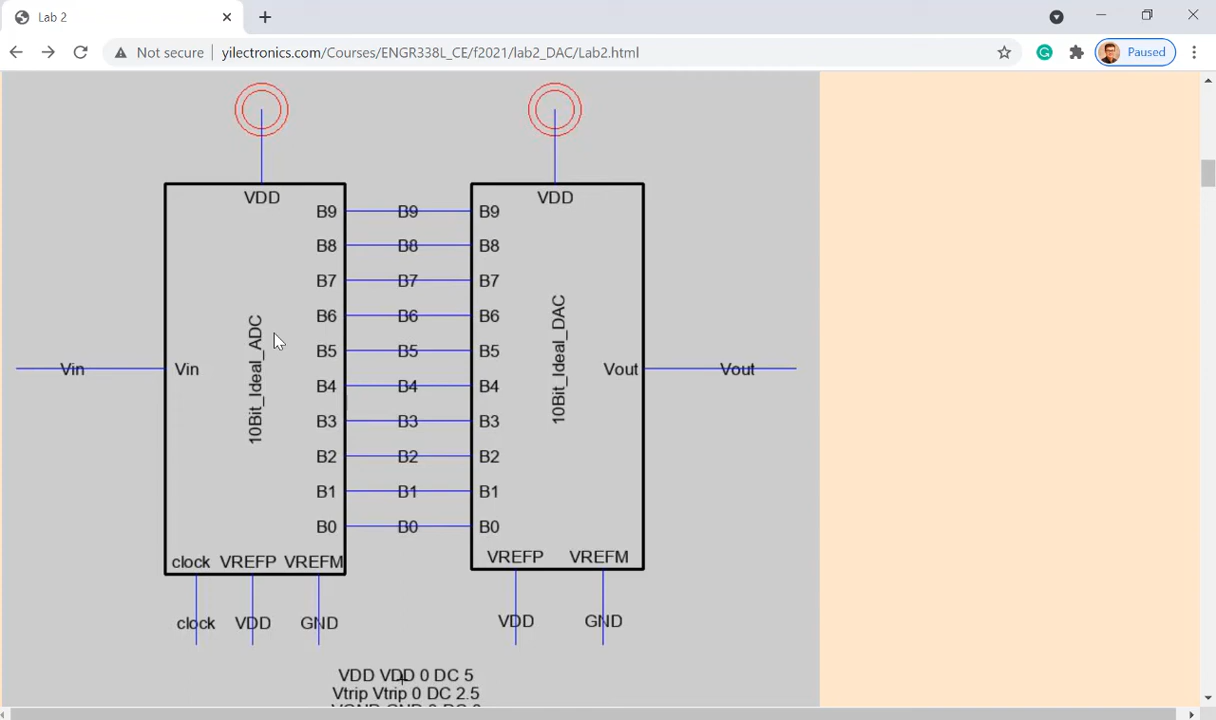 Lab 2
Not secure
yilectronics.com/Courses/ENGR338L_CE/f2021/lab2_DAC/Lab2.html
Paused
VDD
VDD
B9 B9 B9
B8 B8 B8
B7 B7 B7
B6 B6 B6
B5 B5 B5
Vin Vin 10Bit_Ideal_ADC 10Bit_Ideal_DAC Vout Vout
B4 B4 B4
B3 B3 B3
B2 B2 B2
B1 B1 B1
B0 B0 B0
clock VREFP VREFM VREFP VREFM
clock VDD GND VDD GND
VDD VDD 0 DC 5
Vtrip Vtrip 0 DC 2.5